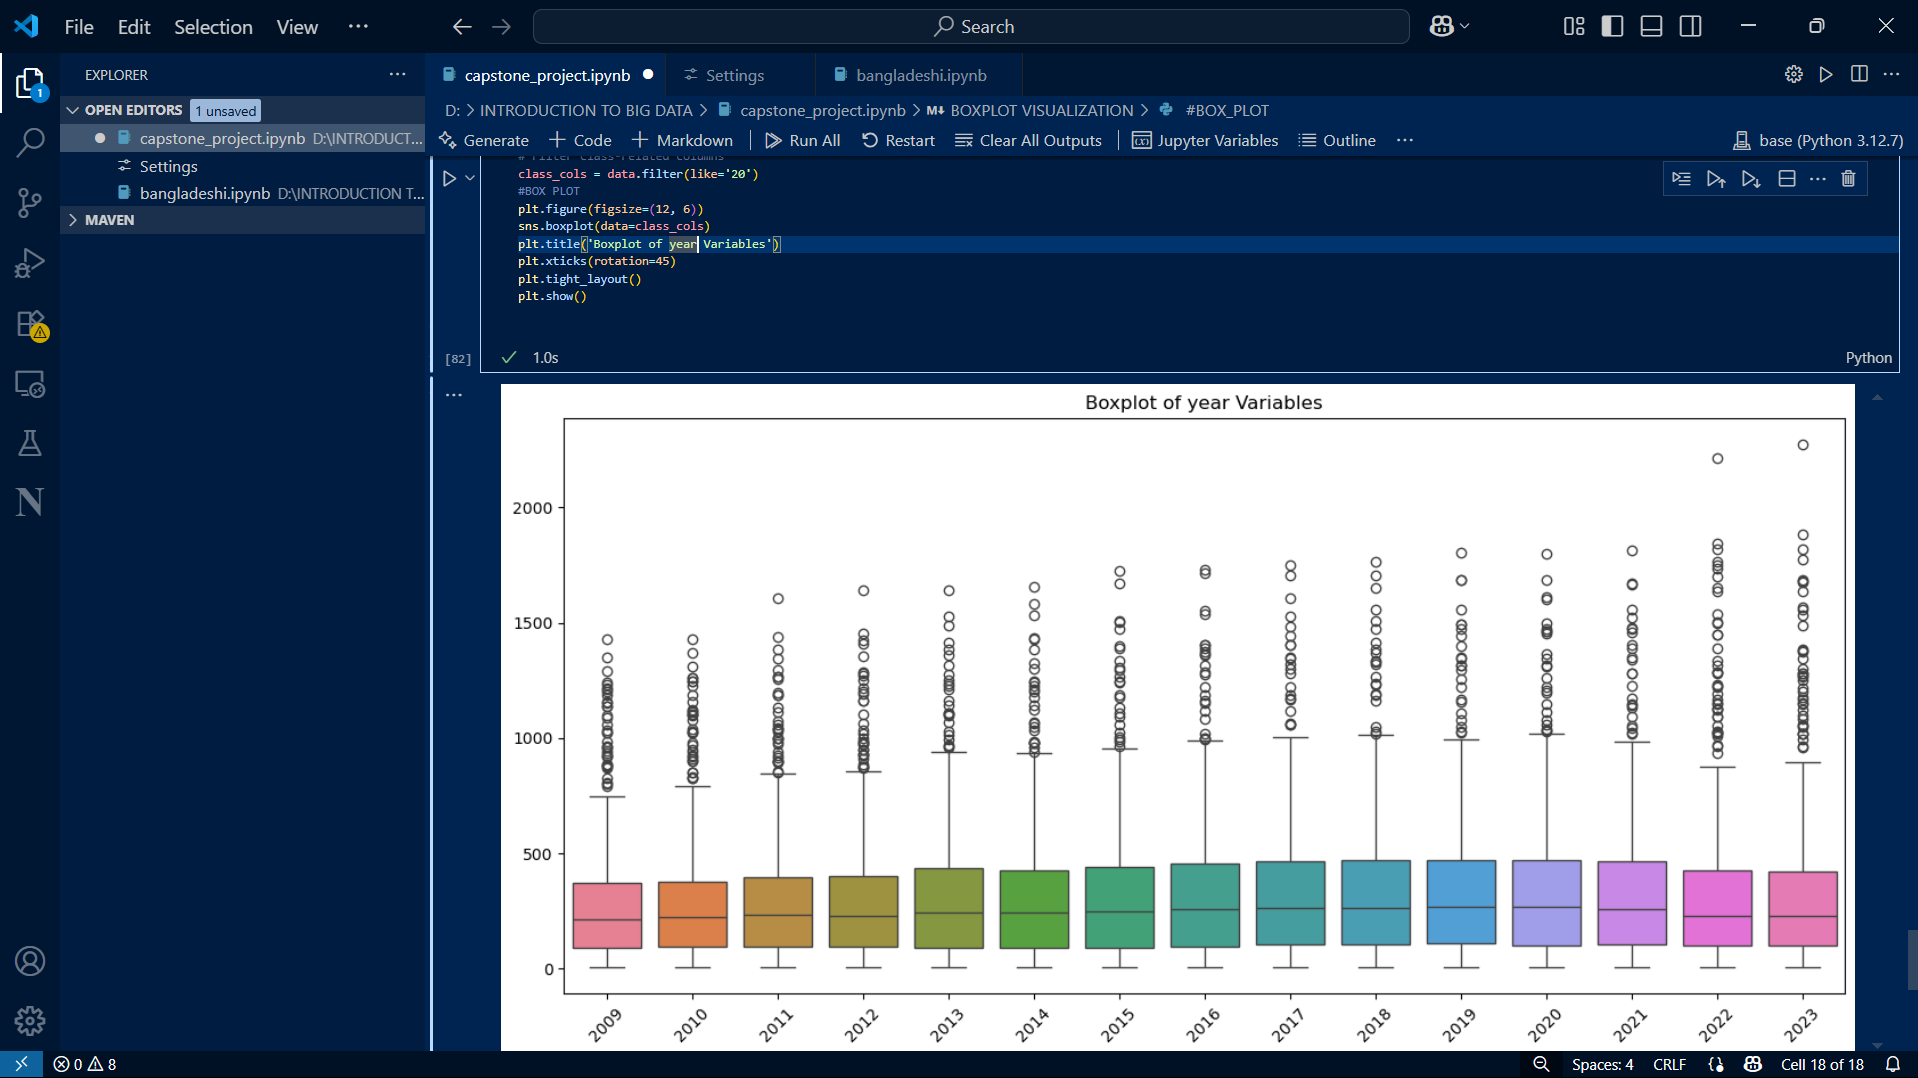 File Edit Selection View ··· Search
EXPLORER ···
OPEN EDITORS 1 unsaved
capstone_project.ipynb D:\INTRODUCT...
Settings
bangladeshi.ipynb D:\INTRODUCTION T...
MAVEN
1
N
capstone_project.ipynb Settings bangladeshi.ipynb
D: > INTRODUCTION TO BIG DATA > capstone_project.ipynb > M↓ BOXPLOT VISUALIZATION > #BOX_PLOT
Generate + Code + Markdown Run All Restart Clear All Outputs Jupyter Variables Outline ··· base (Python 3.12.7)
# Filter class-related columns
class_cols = data.filter(like='20')
#BOX PLOT
plt.figure(figsize=(12, 6))
sns.boxplot(data=class_cols)
plt.title('Boxplot of year Variables')
plt.xticks(rotation=45)
plt.tight_layout()
plt.show()
[82] 1.0s Python
Boxplot of year Variables
2000
1500
1000
500
0
2009 2010 2011 2012 2013 2014 2015 2016 2017 2018 2019 2020 2021 2022 2023
0 8 Spaces: 4 CRLF Cell 18 of 18